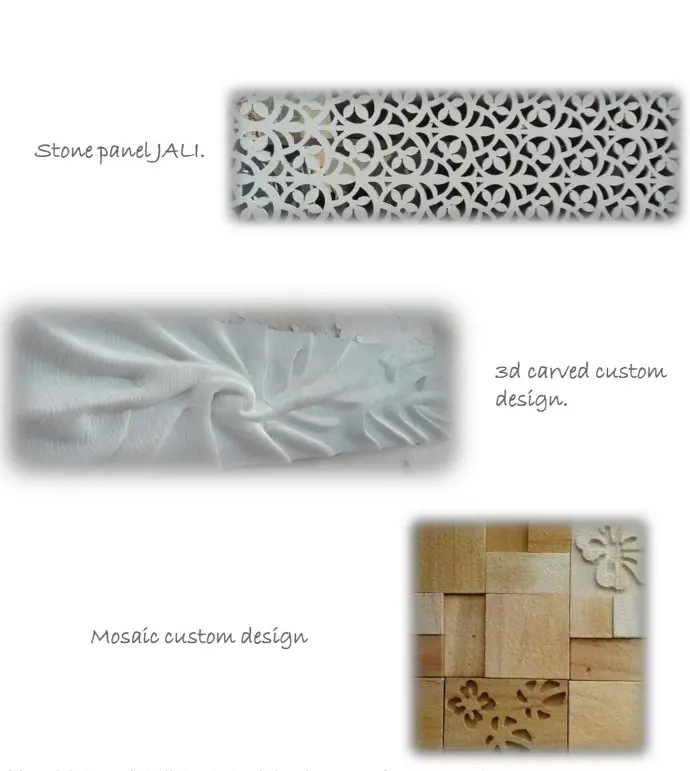 Stone panel JALI.
3d carved custom
design.
Mosaic custom design